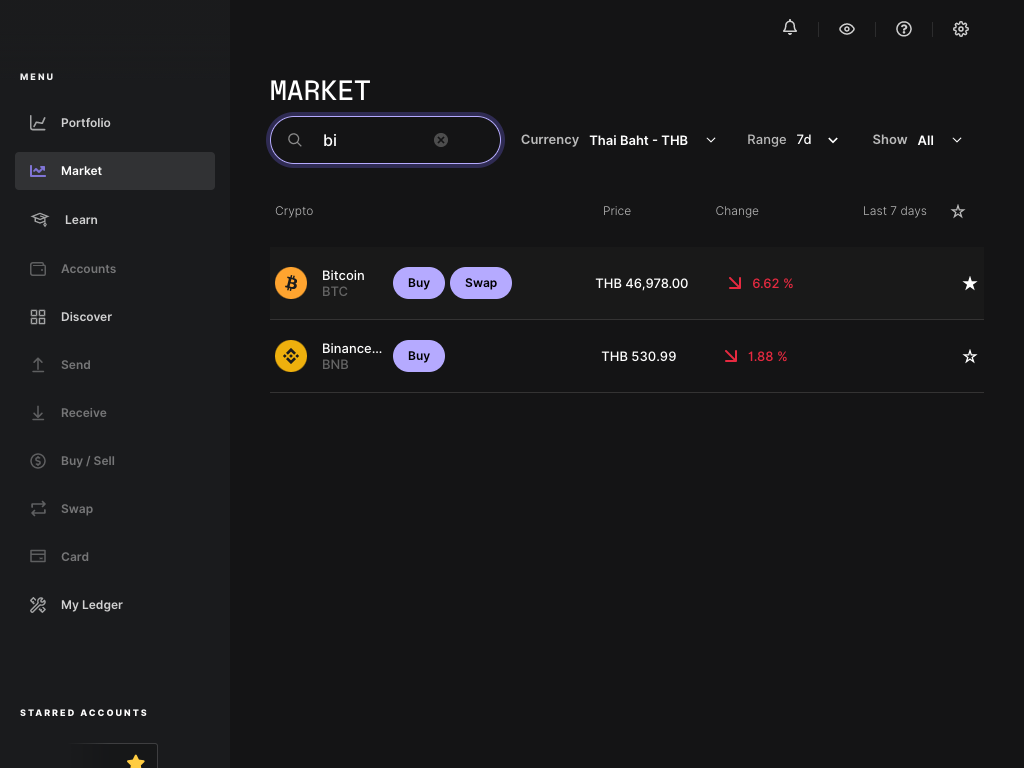 MENU
Portfolio
Market
Learn
Accounts
Discover
Send
Receive
Buy / Sell
Swap
Card
My Ledger
STARRED ACCOUNTS
MARKET
bi
Currency Thai Baht - THB
Range 7d
Show All
Crypto Price Change Last 7 days
Bitcoin
BTC
Buy Swap THB 46,978.00 6.62 %
Binance...
BNB
Buy THB 530.99 1.88 %